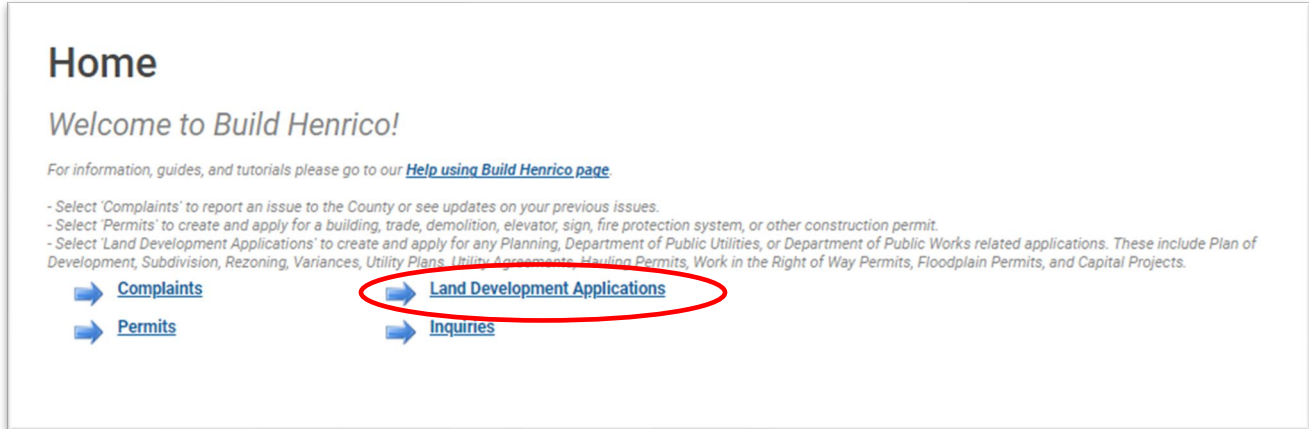 Home
Welcome to Build Henrico!
For information, guides, and tutorials please go to our Help using Build Henrico page.
- Select 'Complaints' to report an issue to the County or see updates on your previous issues.
- Select 'Permits' to create and apply for a building, trade, demolition, elevator, sign, fire protection system, or other construction permit.
- Select 'Land Development Applications' to create and apply for any Planning, Department of Public Utilities, or Department of Public Works related applications. These include Plan of
Development, Subdivision, Rezoning, Variances, Utility Plans, Utility Agreements, Hauling Permits, Work in the Right of Way Permits, Floodplain Permits, and Capital Projects.
Complaints Land Development Applications
Permits Inquiries